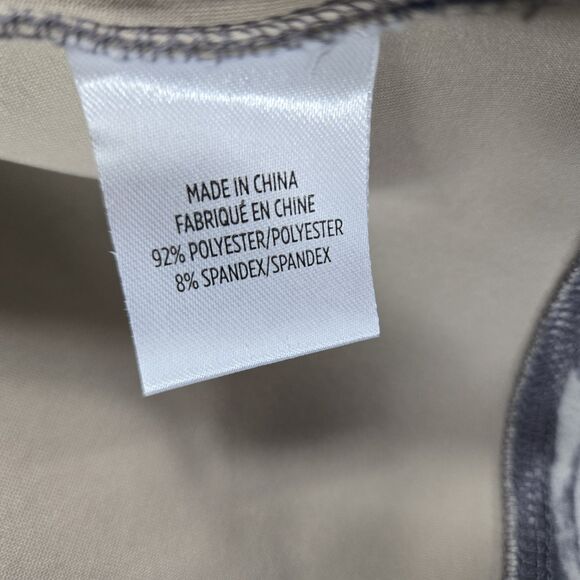 MADE IN CHINA
FABRIQUÉ EN CHINE
92% POLYESTER/POLYESTER
8% SPANDEX/SPANDEX